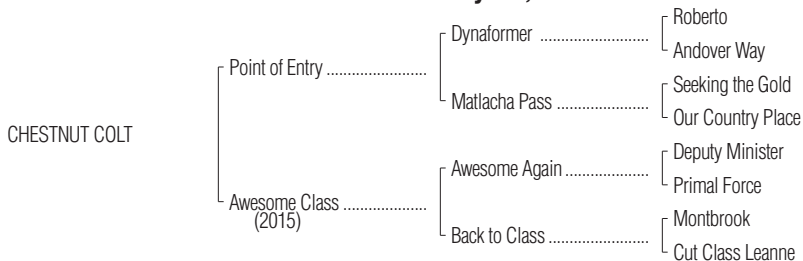 Roberto
Dynaformer ....................
Andover Way
Point of Entry .......................
Seeking the Gold
Matlacha Pass .................
Our Country Place
CHESTNUT COLT
Deputy Minister
Awesome Again ...............
Primal Force
Awesome Class ...................
(2015)
Montbrook
Back to Class ...................
Cut Class Leanne